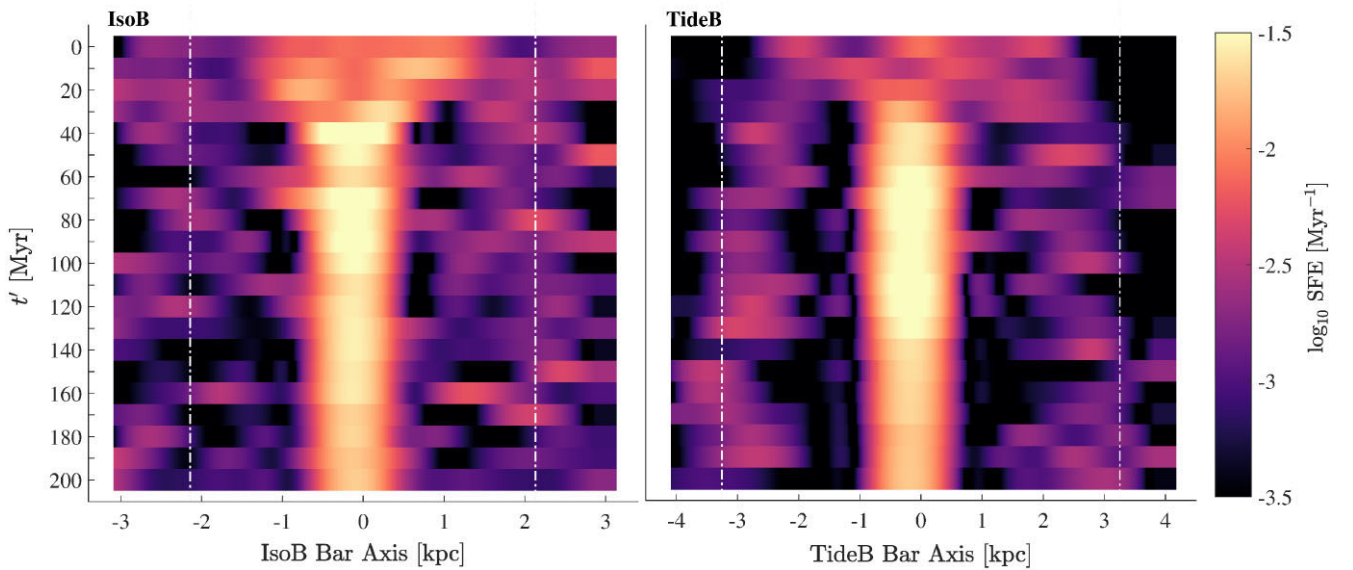 IsoB
TideB
0
20
40
60
80
100
120
140
160
180
200
t′ [Myr]
-3 -2 -1 0 1 2 3
IsoB Bar Axis [kpc]
-4 -3 -2 -1 0 1 2 3 4
TideB Bar Axis [kpc]
-1.5
-2
-2.5
-3
-3.5
log₁₀ SFE [Myr⁻¹]